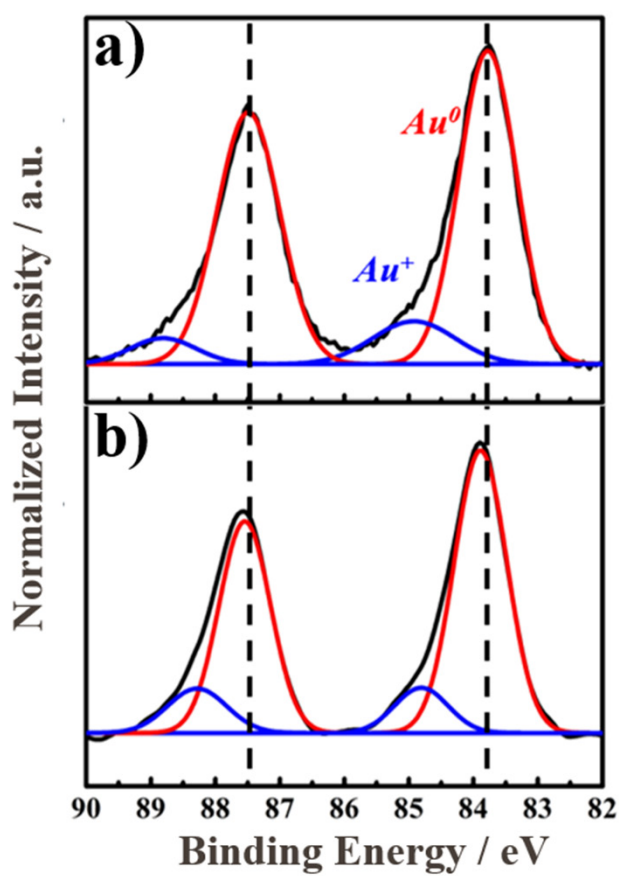 a)
Au⁰
Au⁺
b)
Normalized Intensity / a.u.
90 89 88 87 86 85 84 83 82
Binding Energy / eV